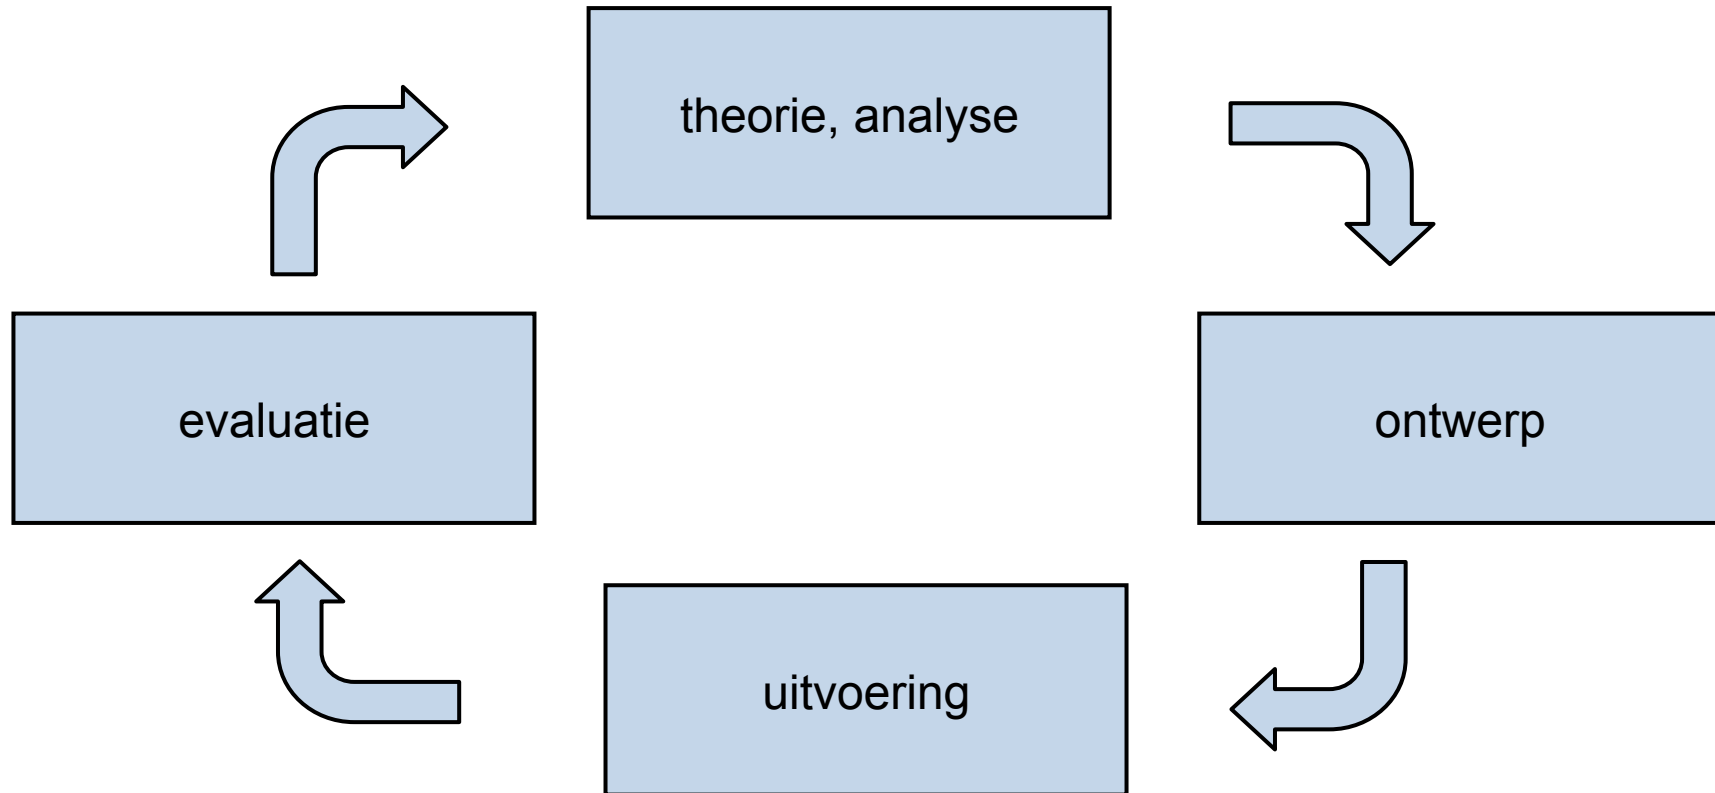 theorie, analyse
evaluatie
ontwerp
uitvoering